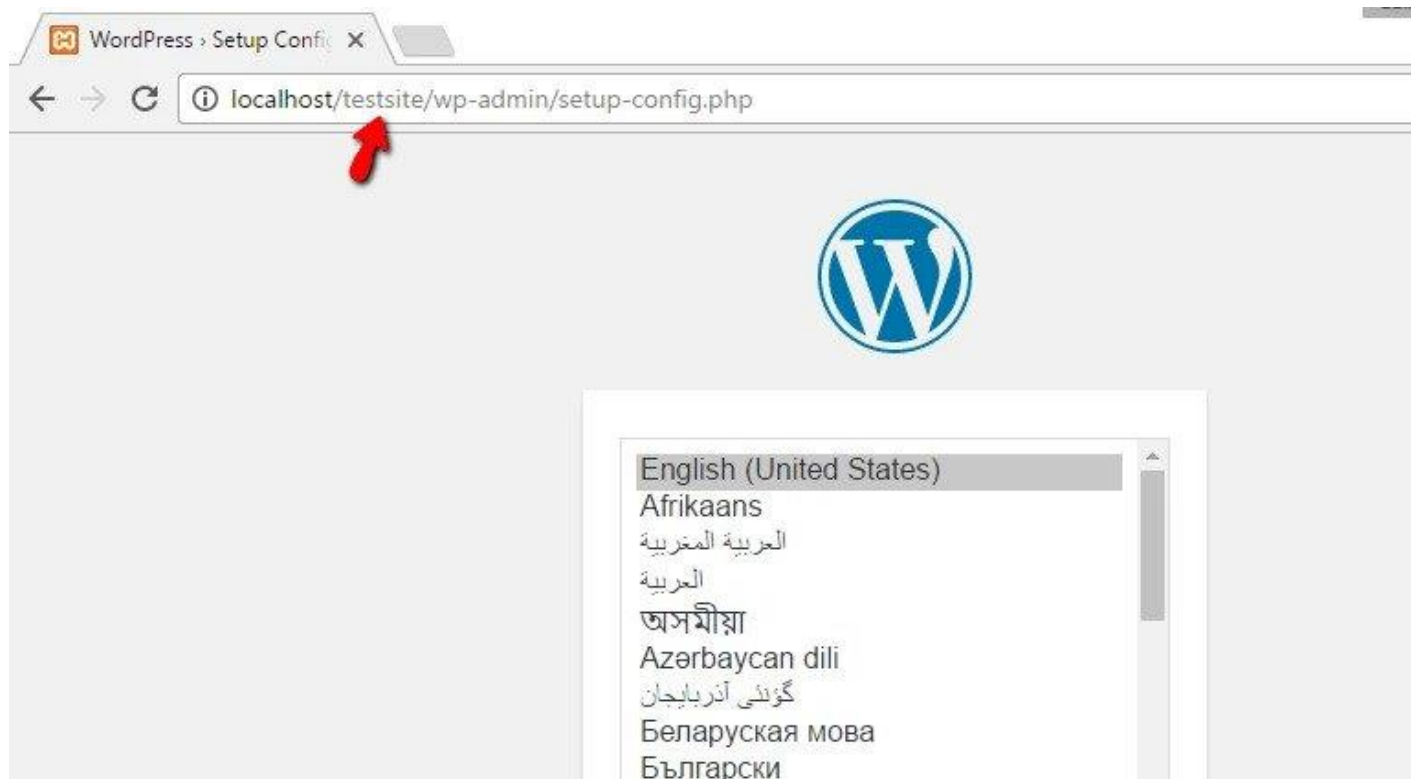 WordPress › Setup Config
localhost/testsite/wp-admin/setup-config.php
English (United States)
Afrikaans
العربية المغربية
العربية
অসমীয়া
Azərbaycan dili
گؤنئی آذربایجان
Беларуская мова
Български